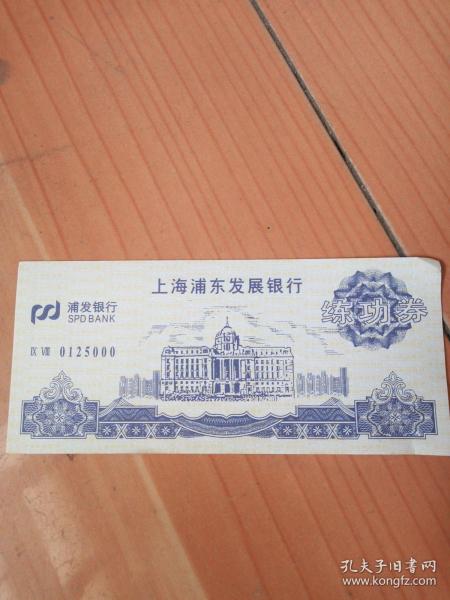 上海浦东发展银行
浦发银行
SPD BANK
练功券
IX VIII 0125000
孔夫子旧书网
www.kongfz.com